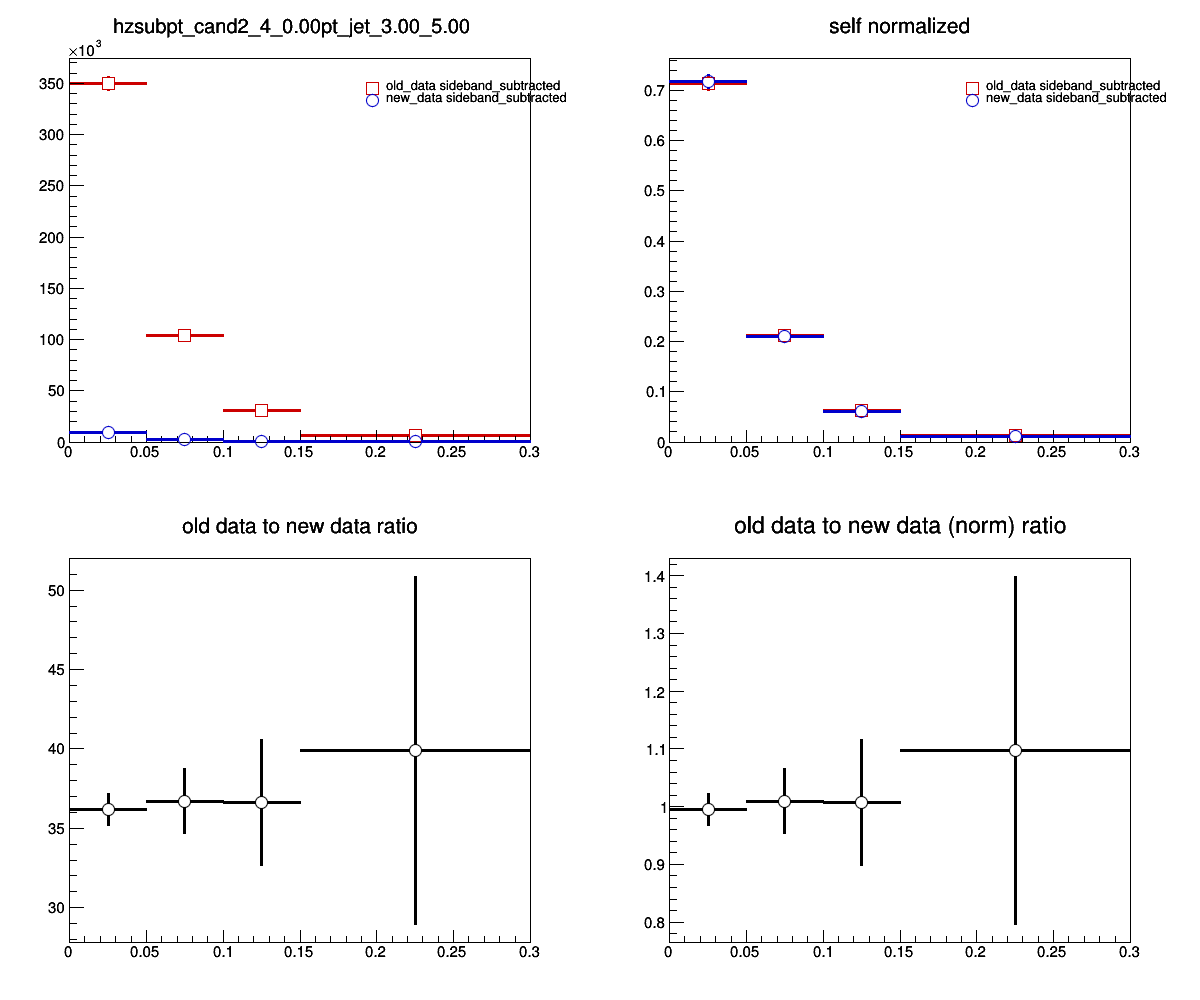 hzsubpt_cand2_4_0.00pt_jet_3.00_5.00
×10³
350
300
250
200
150
100
50
0
0 0.05 0.1 0.15 0.2 0.25 0.3
old_data sideband_subtracted
new_data sideband_subtracted
self normalized
0.7
0.6
0.5
0.4
0.3
0.2
0.1
0
0 0.05 0.1 0.15 0.2 0.25 0.3
old_data sideband_subtracted
new_data sideband_subtracted
old data to new data ratio
50
45
40
35
30
0 0.05 0.1 0.15 0.2 0.25 0.3
old data to new data (norm) ratio
1.4
1.3
1.2
1.1
1
0.9
0.8
0 0.05 0.1 0.15 0.2 0.25 0.3